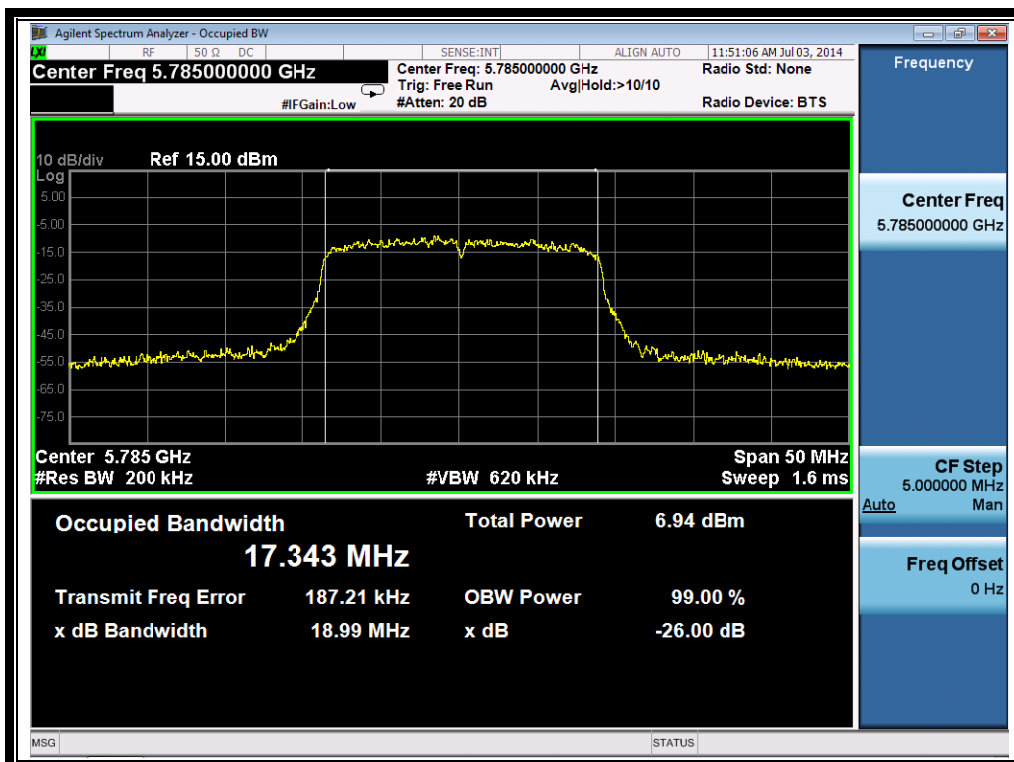 Agilent Spectrum Analyzer - Occupied BW
LXI RF 50 Ω DC SENSE:INT ALIGN AUTO 11:51:06 AM Jul 03, 2014
Center Freq 5.785000000 GHz
#IFGain:Low
Center Freq: 5.785000000 GHz
Trig: Free Run Avg|Hold:>10/10
#Atten: 20 dB
Radio Std: None
Radio Device: BTS
10 dB/div Ref 15.00 dBm
Log
5.00
-5.00
-15.0
-25.0
-35.0
-45.0
-55.0
-65.0
-75.0
Center 5.785 GHz Span 50 MHz
#Res BW 200 kHz #VBW 620 kHz Sweep 1.6 ms
Occupied Bandwidth Total Power 6.94 dBm
17.343 MHz
Transmit Freq Error 187.21 kHz OBW Power 99.00 %
x dB Bandwidth 18.99 MHz x dB -26.00 dB
MSG STATUS
Frequency
Center Freq
5.785000000 GHz
CF Step
5.000000 MHz
Auto Man
Freq Offset
0 Hz